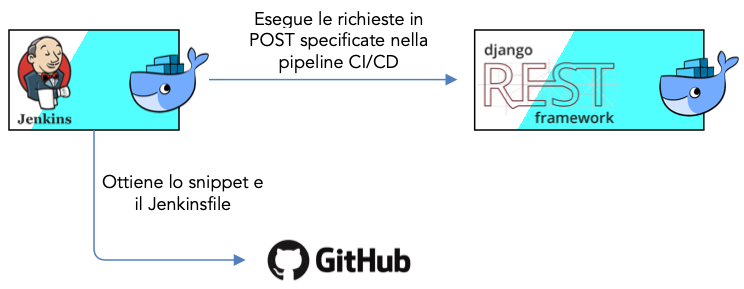 Esegue le richieste in
POST specificate nella
pipeline CI/CD
Jenkins
django
REST
framework
Ottiene lo snippet e
il Jenkinsfile
GitHub